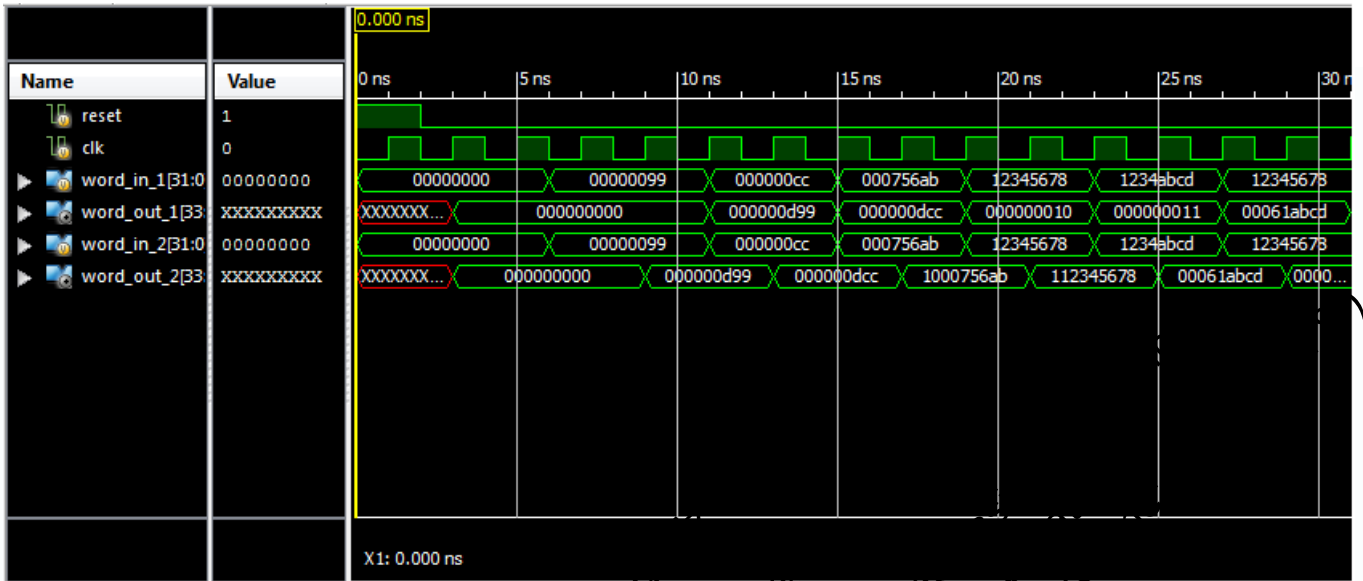 0.000 ns
Name Value 0 ns 5 ns 10 ns 15 ns 20 ns 25 ns 30 n
reset 1
clk 0
word_in_1[31:0 00000000 00000000 00000099 000000cc 000756ab 12345678 1234abcd 12345678
word_out_1[33: XXXXXXXXX XXXXXXX... 000000000 000000d99 000000dcc 000000010 000000011 00061abcd
word_in_2[31:0 00000000 00000000 00000099 000000cc 000756ab 12345678 1234abcd 12345678
word_out_2[33: XXXXXXXXX XXXXXXX... 000000000 000000d99 000000dcc 1000756ab 112345678 00061abcd 0000...
X1: 0.000 ns